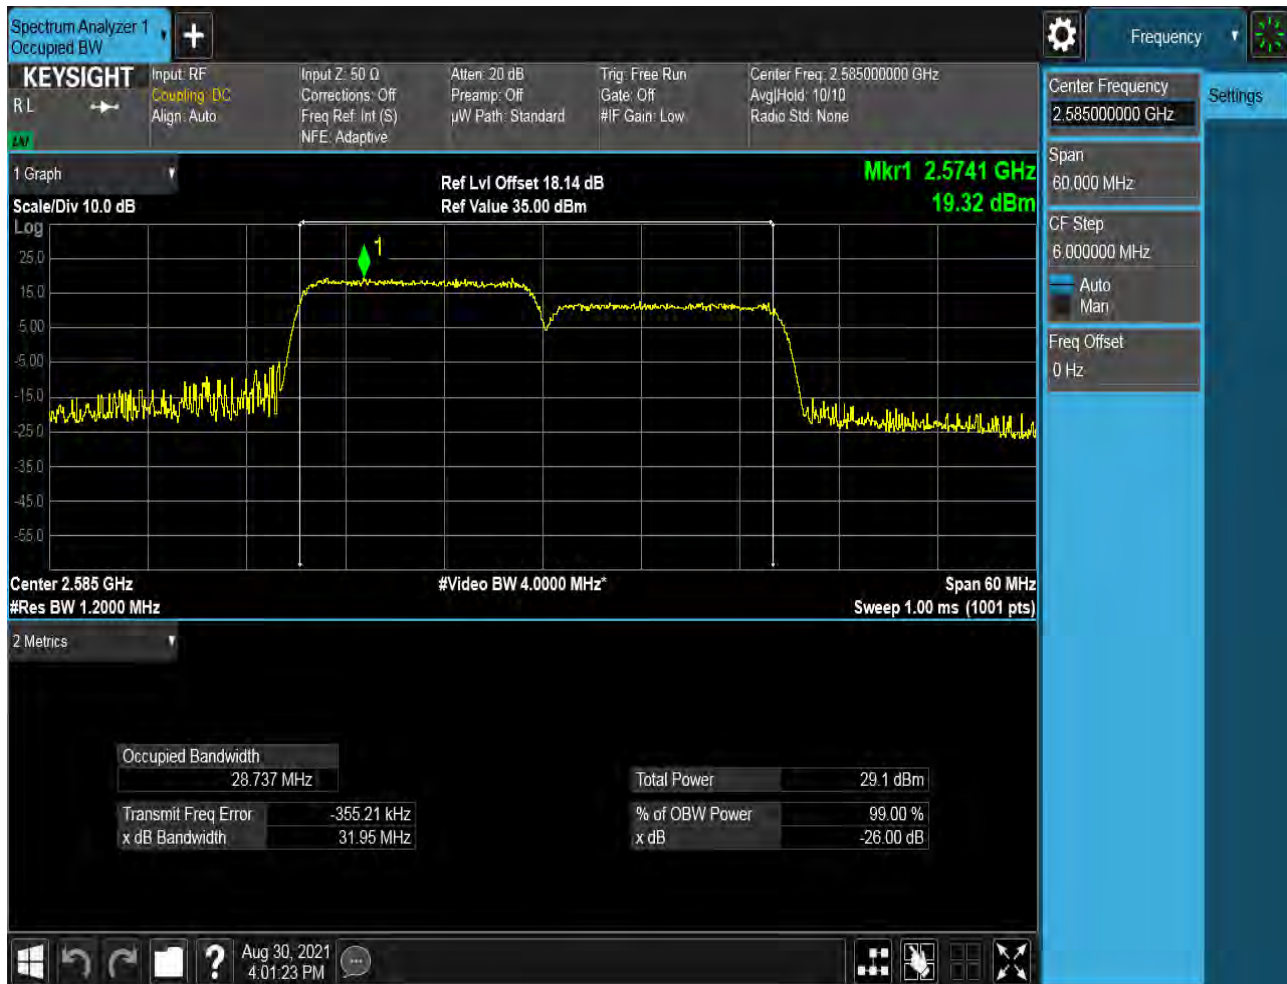 Spectrum Analyzer 1
Occupied BW
Frequency
KEYSIGHT
R L
Input: RF
Coupling: DC
Align: Auto
Input Z: 50 Ω
Corrections: Off
Freq Ref: Int (S)
NFE: Adaptive
Atten: 20 dB
Preamp: Off
µW Path: Standard
Trig: Free Run
Gate: Off
#IF Gain: Low
Center Freq: 2.585000000 GHz
Avg|Hold: 10/10
Radio Std: None
Center Frequency
2.585000000 GHz
Settings
Span
60.000 MHz
CF Step
6.000000 MHz
Auto
Man
Freq Offset
0 Hz
1 Graph
Scale/Div 10.0 dB
Ref Lvl Offset 18.14 dB
Ref Value 35.00 dBm
Mkr1 2.5741 GHz
19.32 dBm
Log
1
25.0
15.0
5.00
-5.00
-15.0
-25.0
-35.0
-45.0
-55.0
Center 2.585 GHz
#Video BW 4.0000 MHz*
Span 60 MHz
#Res BW 1.2000 MHz
Sweep 1.00 ms (1001 pts)
2 Metrics
Occupied Bandwidth
28.737 MHz
Total Power 29.1 dBm
Transmit Freq Error -355.21 kHz
% of OBW Power 99.00 %
x dB Bandwidth 31.95 MHz
x dB -26.00 dB
?
Aug 30, 2021
4:01:23 PM